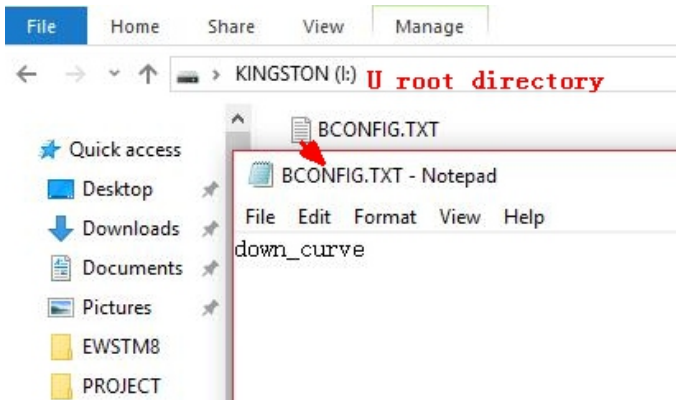 File Home Share View Manage
KINGSTON (I:) U root directory
BCONFIG.TXT
Quick access
BCONFIG.TXT - Notepad
Desktop
File Edit Format View Help
Downloads
down_curve
Documents
Pictures
EWSTM8
PROJECT